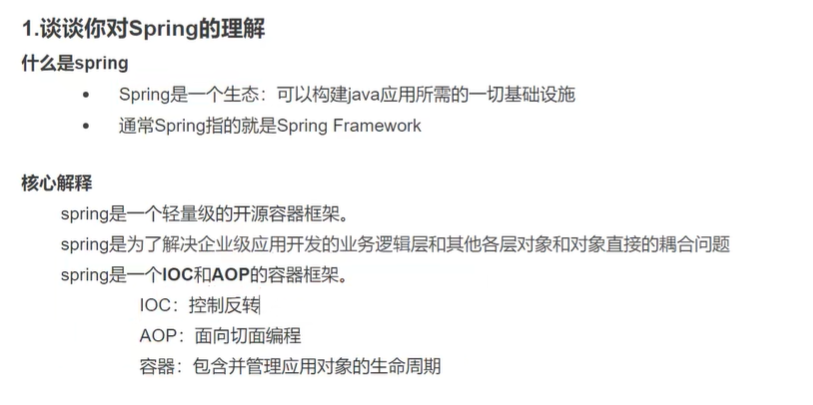 1.谈谈你对Spring的理解
什么是spring
• Spring是一个生态：可以构建java应用所需的一切基础设施
• 通常Spring指的就是Spring Framework
核心解释
spring是一个轻量级的开源容器框架。
spring是为了解决企业级应用开发的业务逻辑层和其他各层对象和对象直接的耦合问题
spring是一个IOC和AOP的容器框架。
IOC：控制反转
AOP：面向切面编程
容器：包含并管理应用对象的生命周期